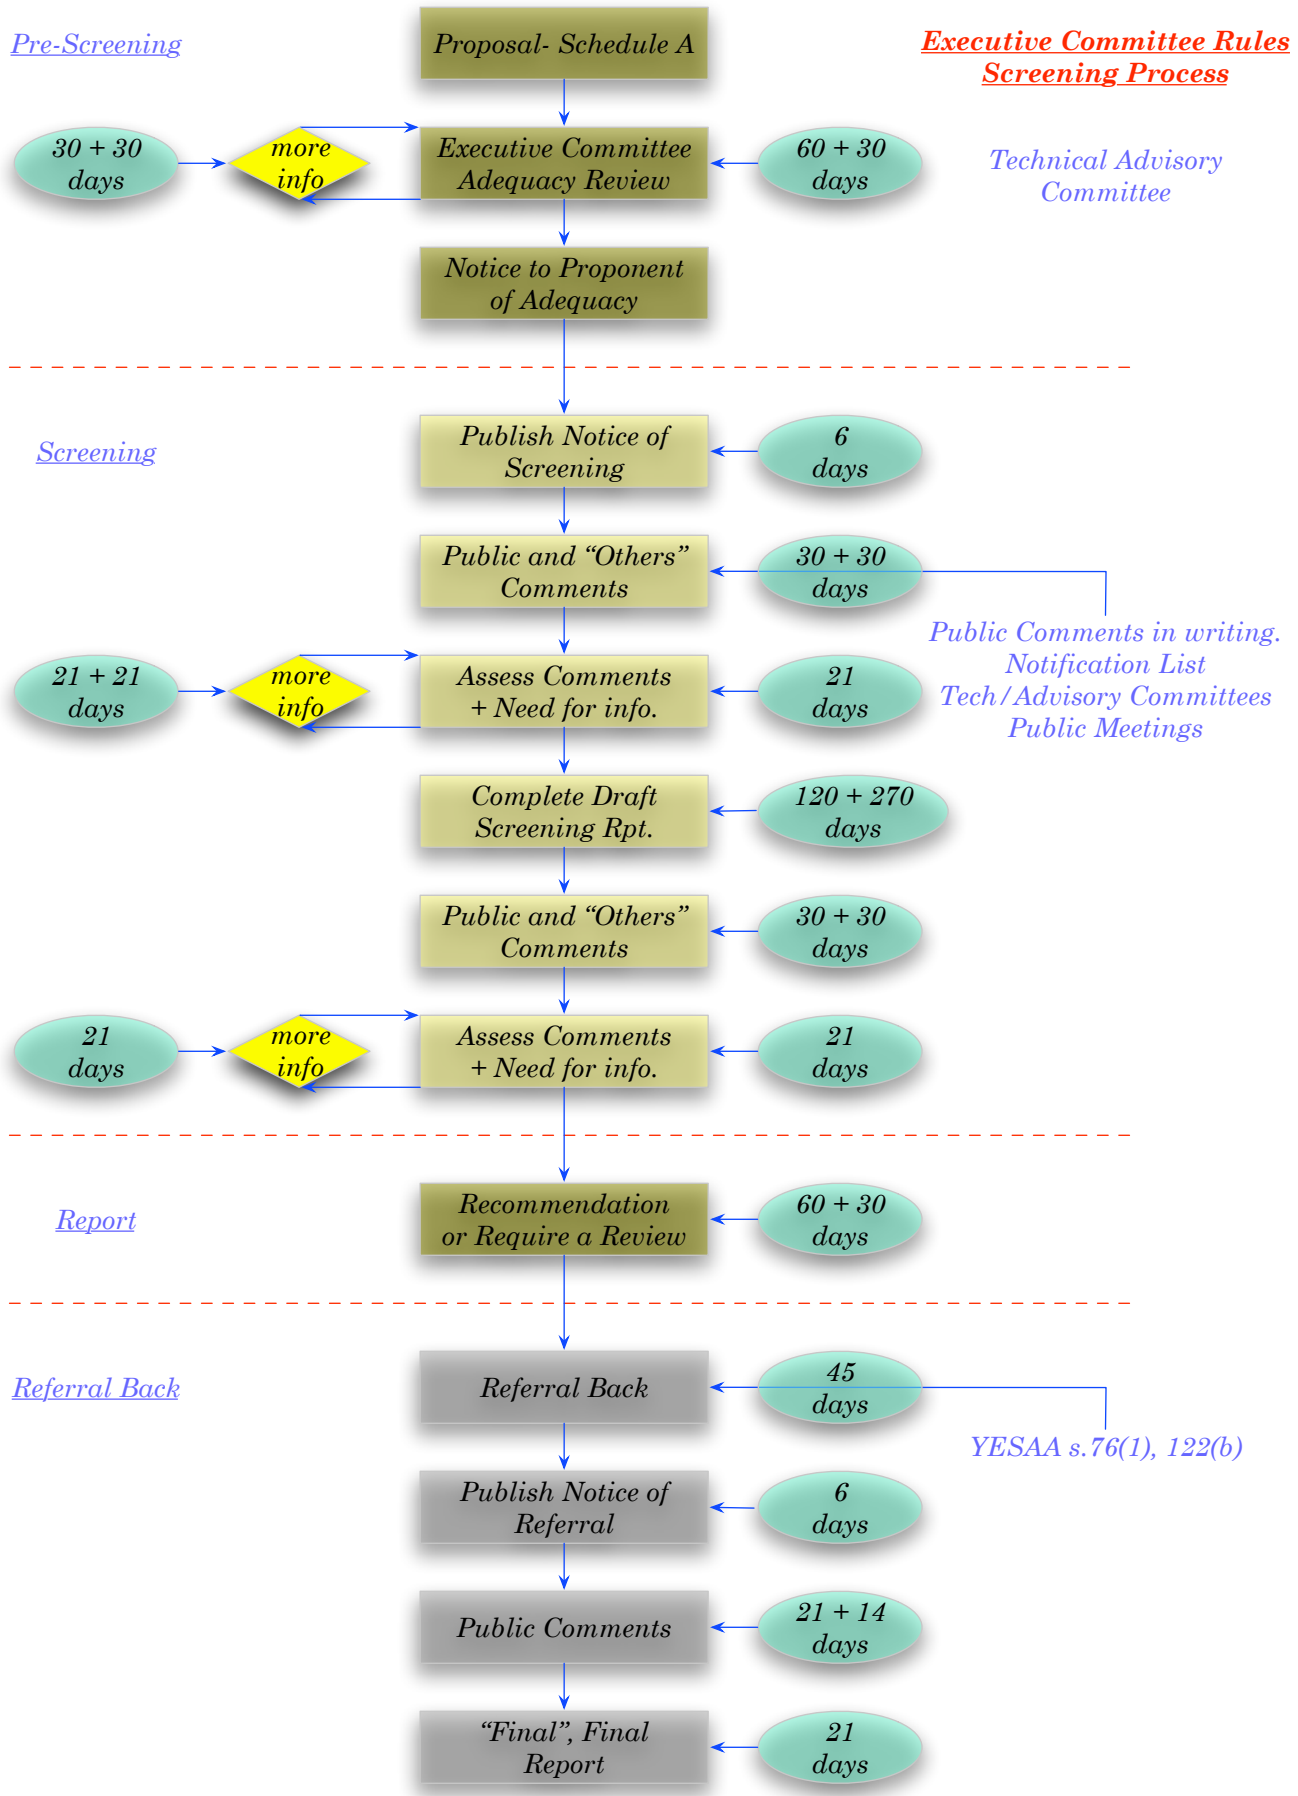 Pre-Screening
Proposal- Schedule A
Executive Committee Rules
Screening Process
30 + 30
days
more
info
Executive Committee
Adequacy Review
60 + 30
days
Technical Advisory
Committee
Notice to Proponent
of Adequacy
Screening
Publish Notice of
Screening
6
days
Public and “Others”
Comments
30 + 30
days
Public Comments in writing.
Notification List
Tech/Advisory Committees
Public Meetings
21 + 21
days
more
info
Assess Comments
+ Need for info.
21
days
Complete Draft
Screening Rpt.
120 + 270
days
Public and “Others”
Comments
30 + 30
days
21
days
more
info
Assess Comments
+ Need for info.
21
days
Report
Recommendation
or Require a Review
60 + 30
days
Referral Back
Referral Back
45
days
YESAA s.76(1), 122(b)
Publish Notice of
Referral
6
days
Public Comments
21 + 14
days
“Final”, Final
Report
21
days